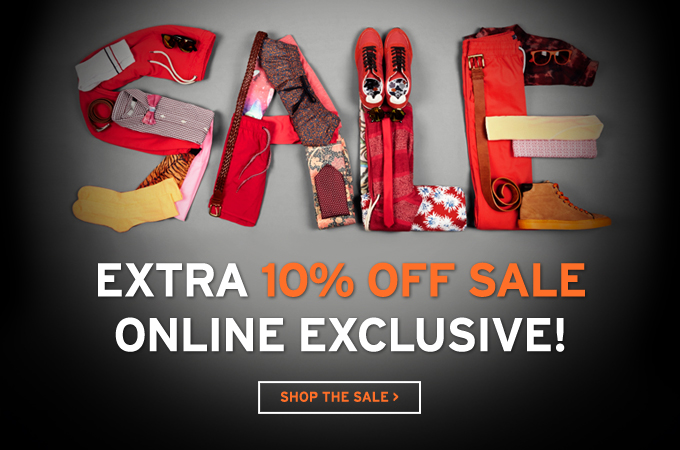 SALE
EXTRA 10% OFF SALE
ONLINE EXCLUSIVE!
SHOP THE SALE >